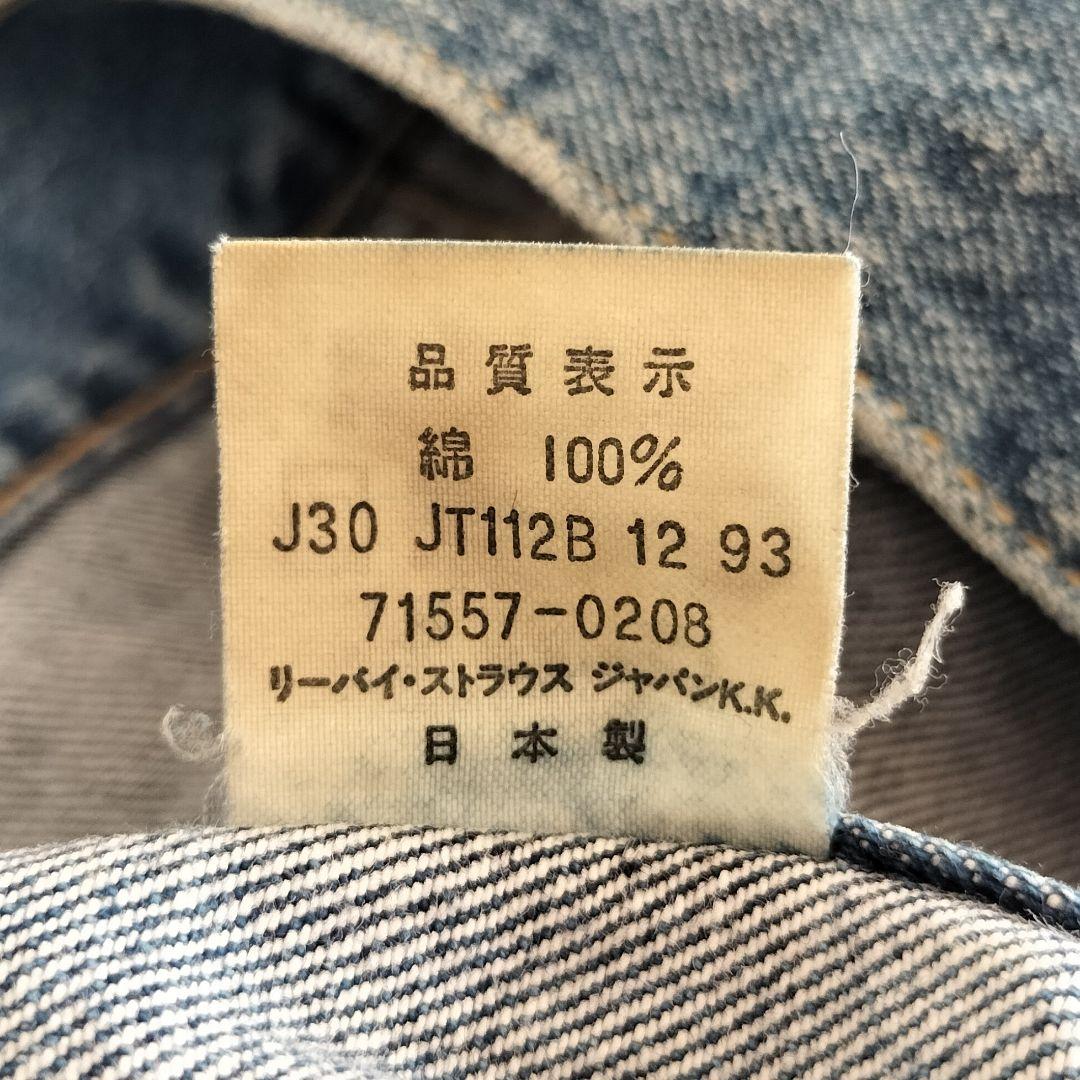 品質表示
綿 100%
J30 JT112B 12 93
71557-0208
リーバイ・ストラウス ジャパンK.K.
日本製